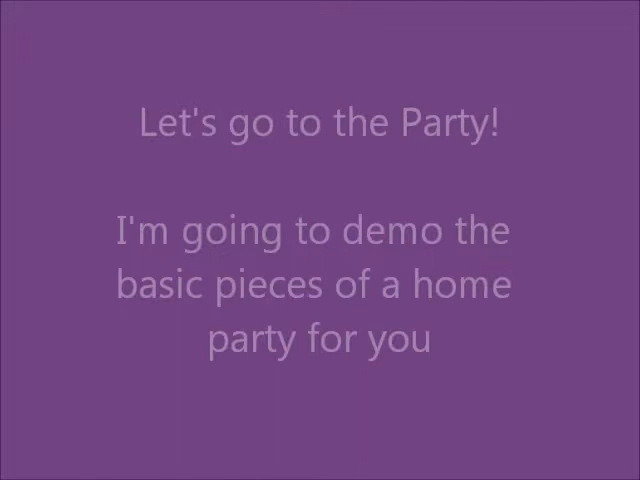 Let's go to the Party!
I'm going to demo the
basic pieces of a home
party for you